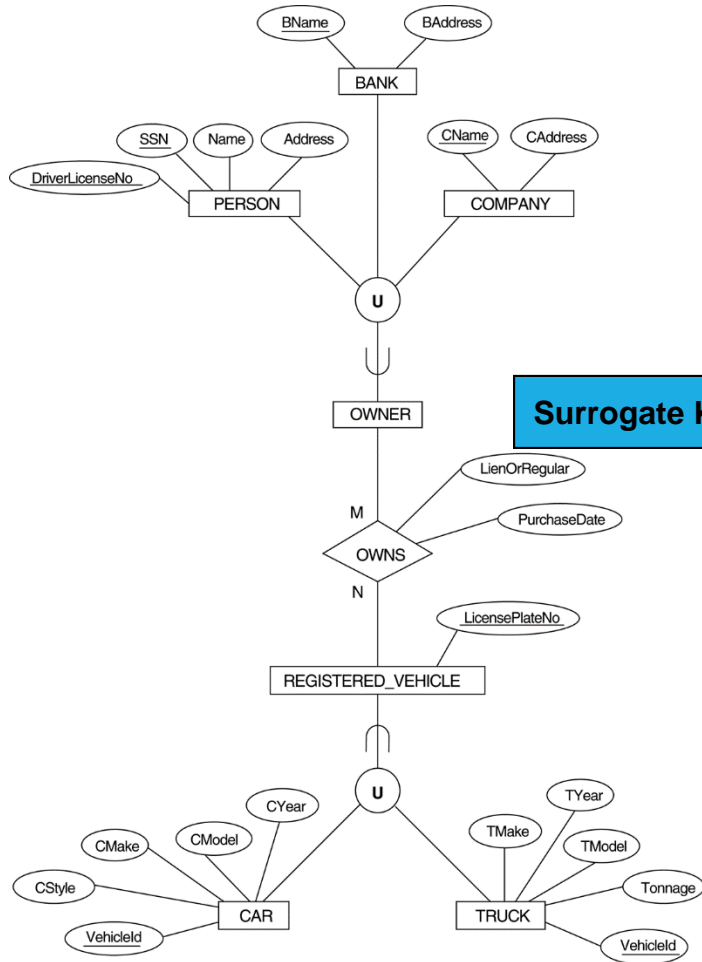 BName
BAddress
BANK
SSN
Name
Address
CName
CAddress
DriverLicenseNo
PERSON
COMPANY
U
OWNER
Surrogate
LienOrRegular
M
PurchaseDate
OWNS
N
LicensePlateNo
REGISTERED_VEHICLE
U
CYear
TYear
CModel
TMake
CMake
TModel
CStyle
Tonnage
CAR
TRUCK
VehicleId
VehicleId